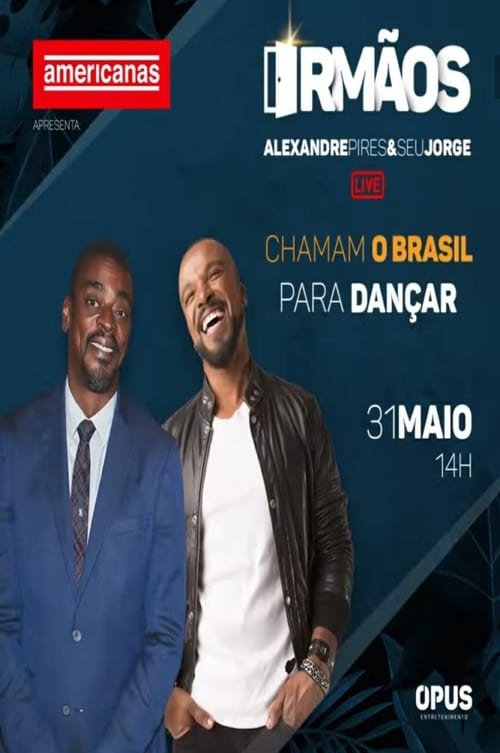 americanas
APRESENTA:
IRMÃOS
ALEXANDREPIRES&SEUJORGE
LIVE
CHAMAM O BRASIL
PARA DANÇAR
31MAIO
14H
OPUS
ENTRETENIMENTO